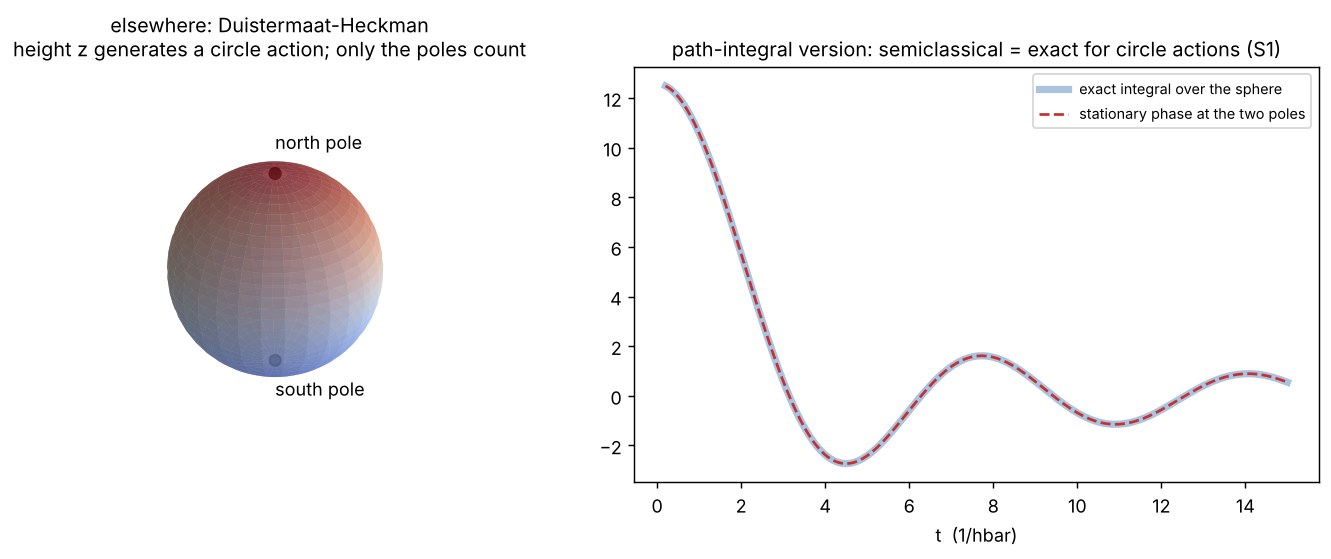 elsewhere: Duistermaat-Heckman
height z generates a circle action; only the poles count
north pole
south pole
path-integral version: semiclassical = exact for circle actions (S1)
exact integral over the sphere
stationary phase at the two poles
12
10
8
6
4
2
0
−2
0 2 4 6 8 10 12 14
t (1/hbar)